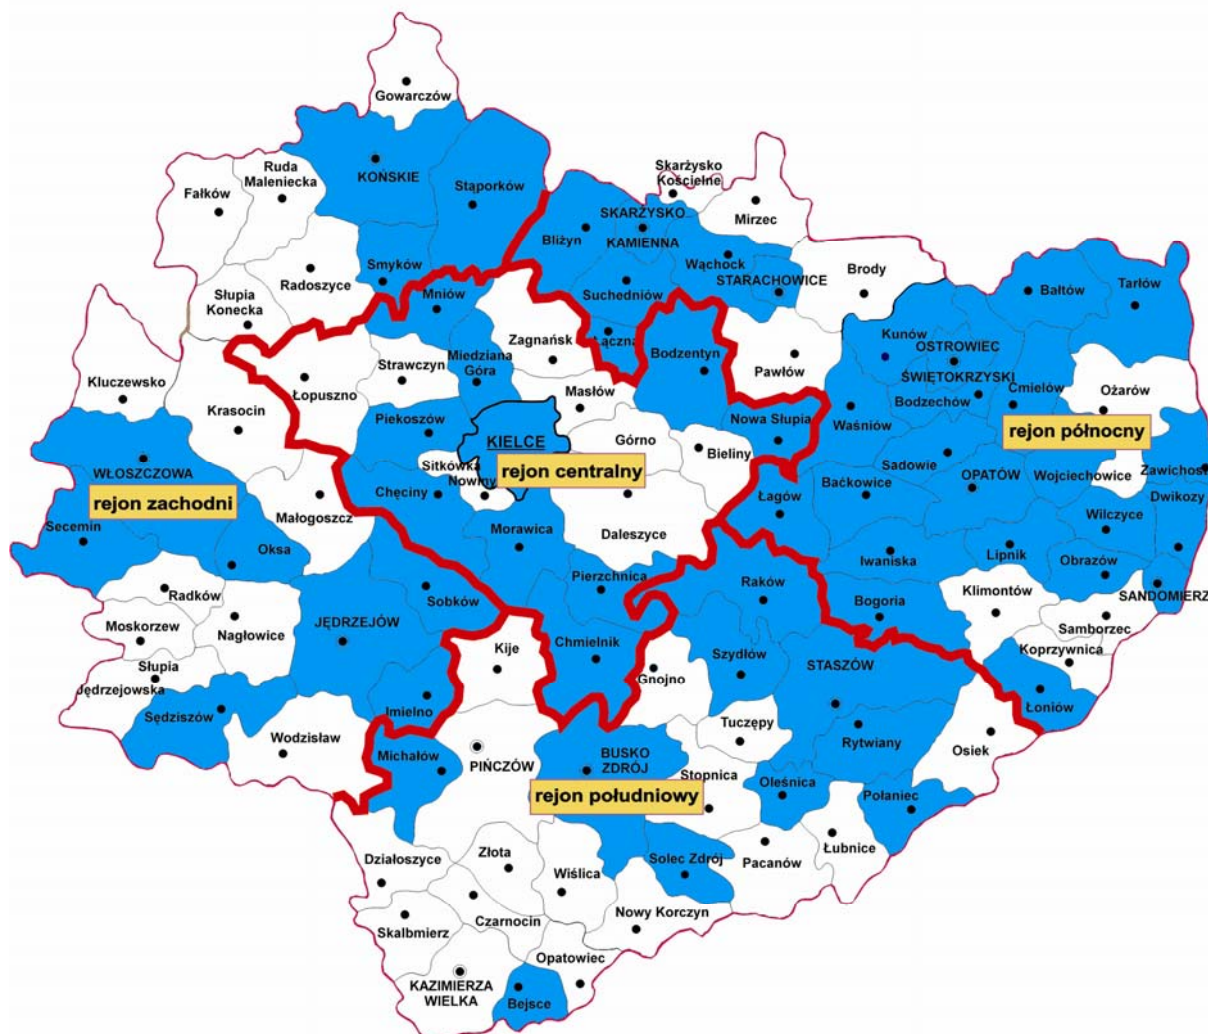 Gowarczów
KOŃSKIE
Stąporków
Ruda
Maleniecka
Fałków
Radoszyce
Smyków
Słupia
Konecka
Skarżysko
Kościelne
Mirzec
SKARŻYSKO
KAMIENNA
Bliżyn
Wąchock
STARACHOWICE
Brody
Suchedniów
Łączna
Bałtów
Tarłów
Mniów
Zagnańsk
Bodzentyn
Pawłów
Kunów
OSTROWIEC
ŚWIĘTOKRZYSKI
Bodzechów
Ćmielów
Ożarów
Kluczewsko
Krasocin
Łopuszno
Strawczyn
Miedziana
Góra
Masłów
Piekoszów
KIELCE
Górno
Bieliny
Nowa Słupia
Waśniów
rejon północny
WŁOSZCZOWA
rejon zachodni
Sitkówka
Nowiny
rejon centralny
Sadowie
OPATÓW
Wojciechowice
Zawichost
Małogoszcz
Chęciny
Łagów
Baćkowice
Dwikozy
Secemin
Oksa
Morawica
Daleszyce
Wilczyce
Iwaniska
Lipnik
Obrazów
Pierzchnica
Raków
Radków
Sobków
Bogoria
Klimontów
SANDOMIERZ
Moskorzew
Nagłowice
JĘDRZEJÓW
Samborzec
Kije
Chmielnik
Koprzywnica
Słupia
Jędrzejowska
Gnojno
Szydłów
STASZÓW
Imielno
Łoniów
Sędziszów
Wodzisław
Michałów
PIŃCZÓW
BUSKO
ZDRÓJ
Tuczępy
Rytwiany
Osiek
Stopnica
Oleśnica
Połaniec
rejon południowy
Działoszyce
Złota
Wiślica
Solec Zdrój
Pacanów
Łubnice
Skalbmierz
Czarnocin
Nowy Korczyn
Opatowiec
KAZIMIERZA
WIELKA
Bejsce